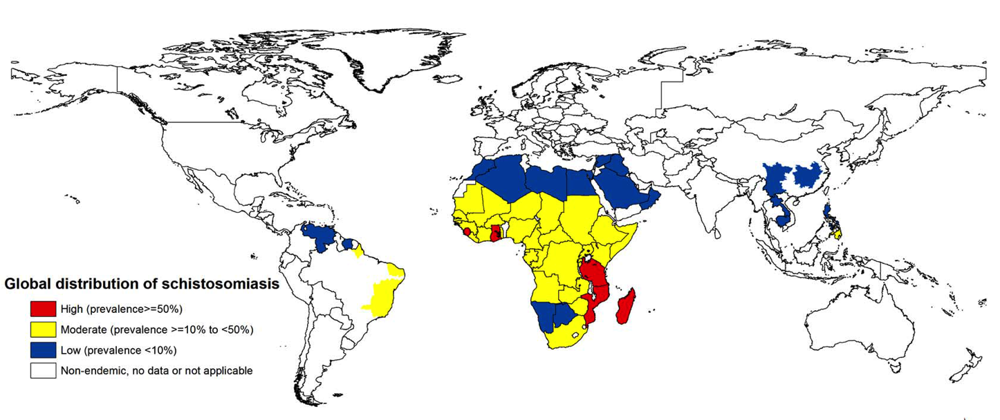 Global distribution of schistosomiasis
High (prevalence>=50%)
Moderate (prevalence >=10% to <50%)
Low (prevalence <10%)
Non-endemic, no data or not applicable